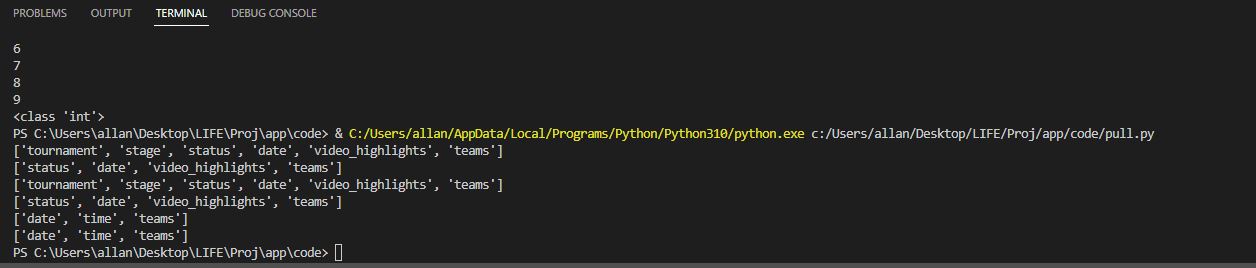 PROBLEMS OUTPUT TERMINAL DEBUG CONSOLE
6
7
8
9
<class 'int'>
PS C:\Users\allan\Desktop\LIFE\Proj\app\code> & C:/Users/allan/AppData/Local/Programs/Python/Python310/python.exe c:/Users/allan/Desktop/LIFE/Proj/app/code/pull.py
['tournament', 'stage', 'status', 'date', 'video_highlights', 'teams']
['status', 'date', 'video_highlights', 'teams']
['tournament', 'stage', 'status', 'date', 'video_highlights', 'teams']
['status', 'date', 'video_highlights', 'teams']
['date', 'time', 'teams']
['date', 'time', 'teams']
PS C:\Users\allan\Desktop\LIFE\Proj\app\code>